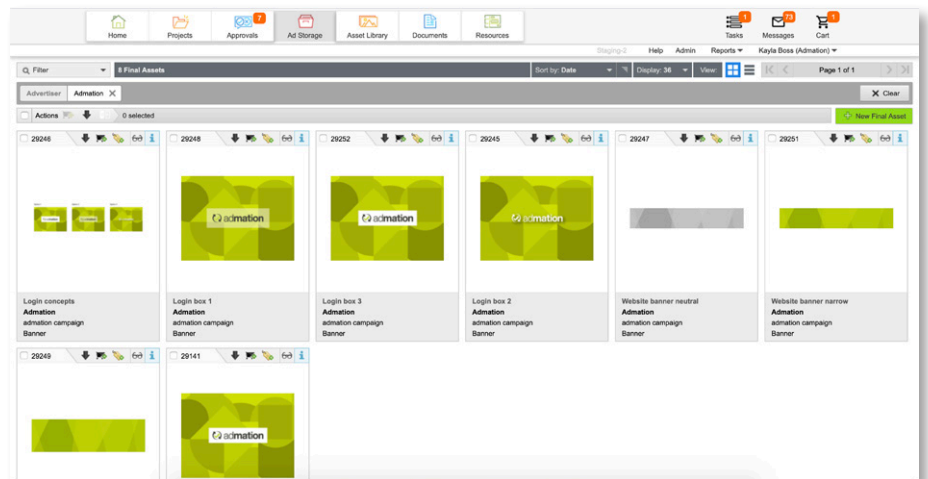 7
1
73
1
Home Projects Approvals Ad Storage Asset Library Documents Resources Tasks Messages Cart
Staging-2 Help Admin Reports Kayla Boss (Admation)
Filter 8 Final Assets Sort by: Date Display: 36 View: Page 1 of 1
Advertiser Admation X X Clear
Actions 0 selected New Final Asset
29246 29248 29252 29245 29247 29251
admation admation admation
Login concepts Login box 1 Login box 3 Login box 2 Website banner neutral Website banner narrow
Admation Admation Admation Admation Admation Admation
admation campaign admation campaign admation campaign admation campaign admation campaign admation campaign
Banner Banner Banner Banner Banner Banner
29249 29141
admation